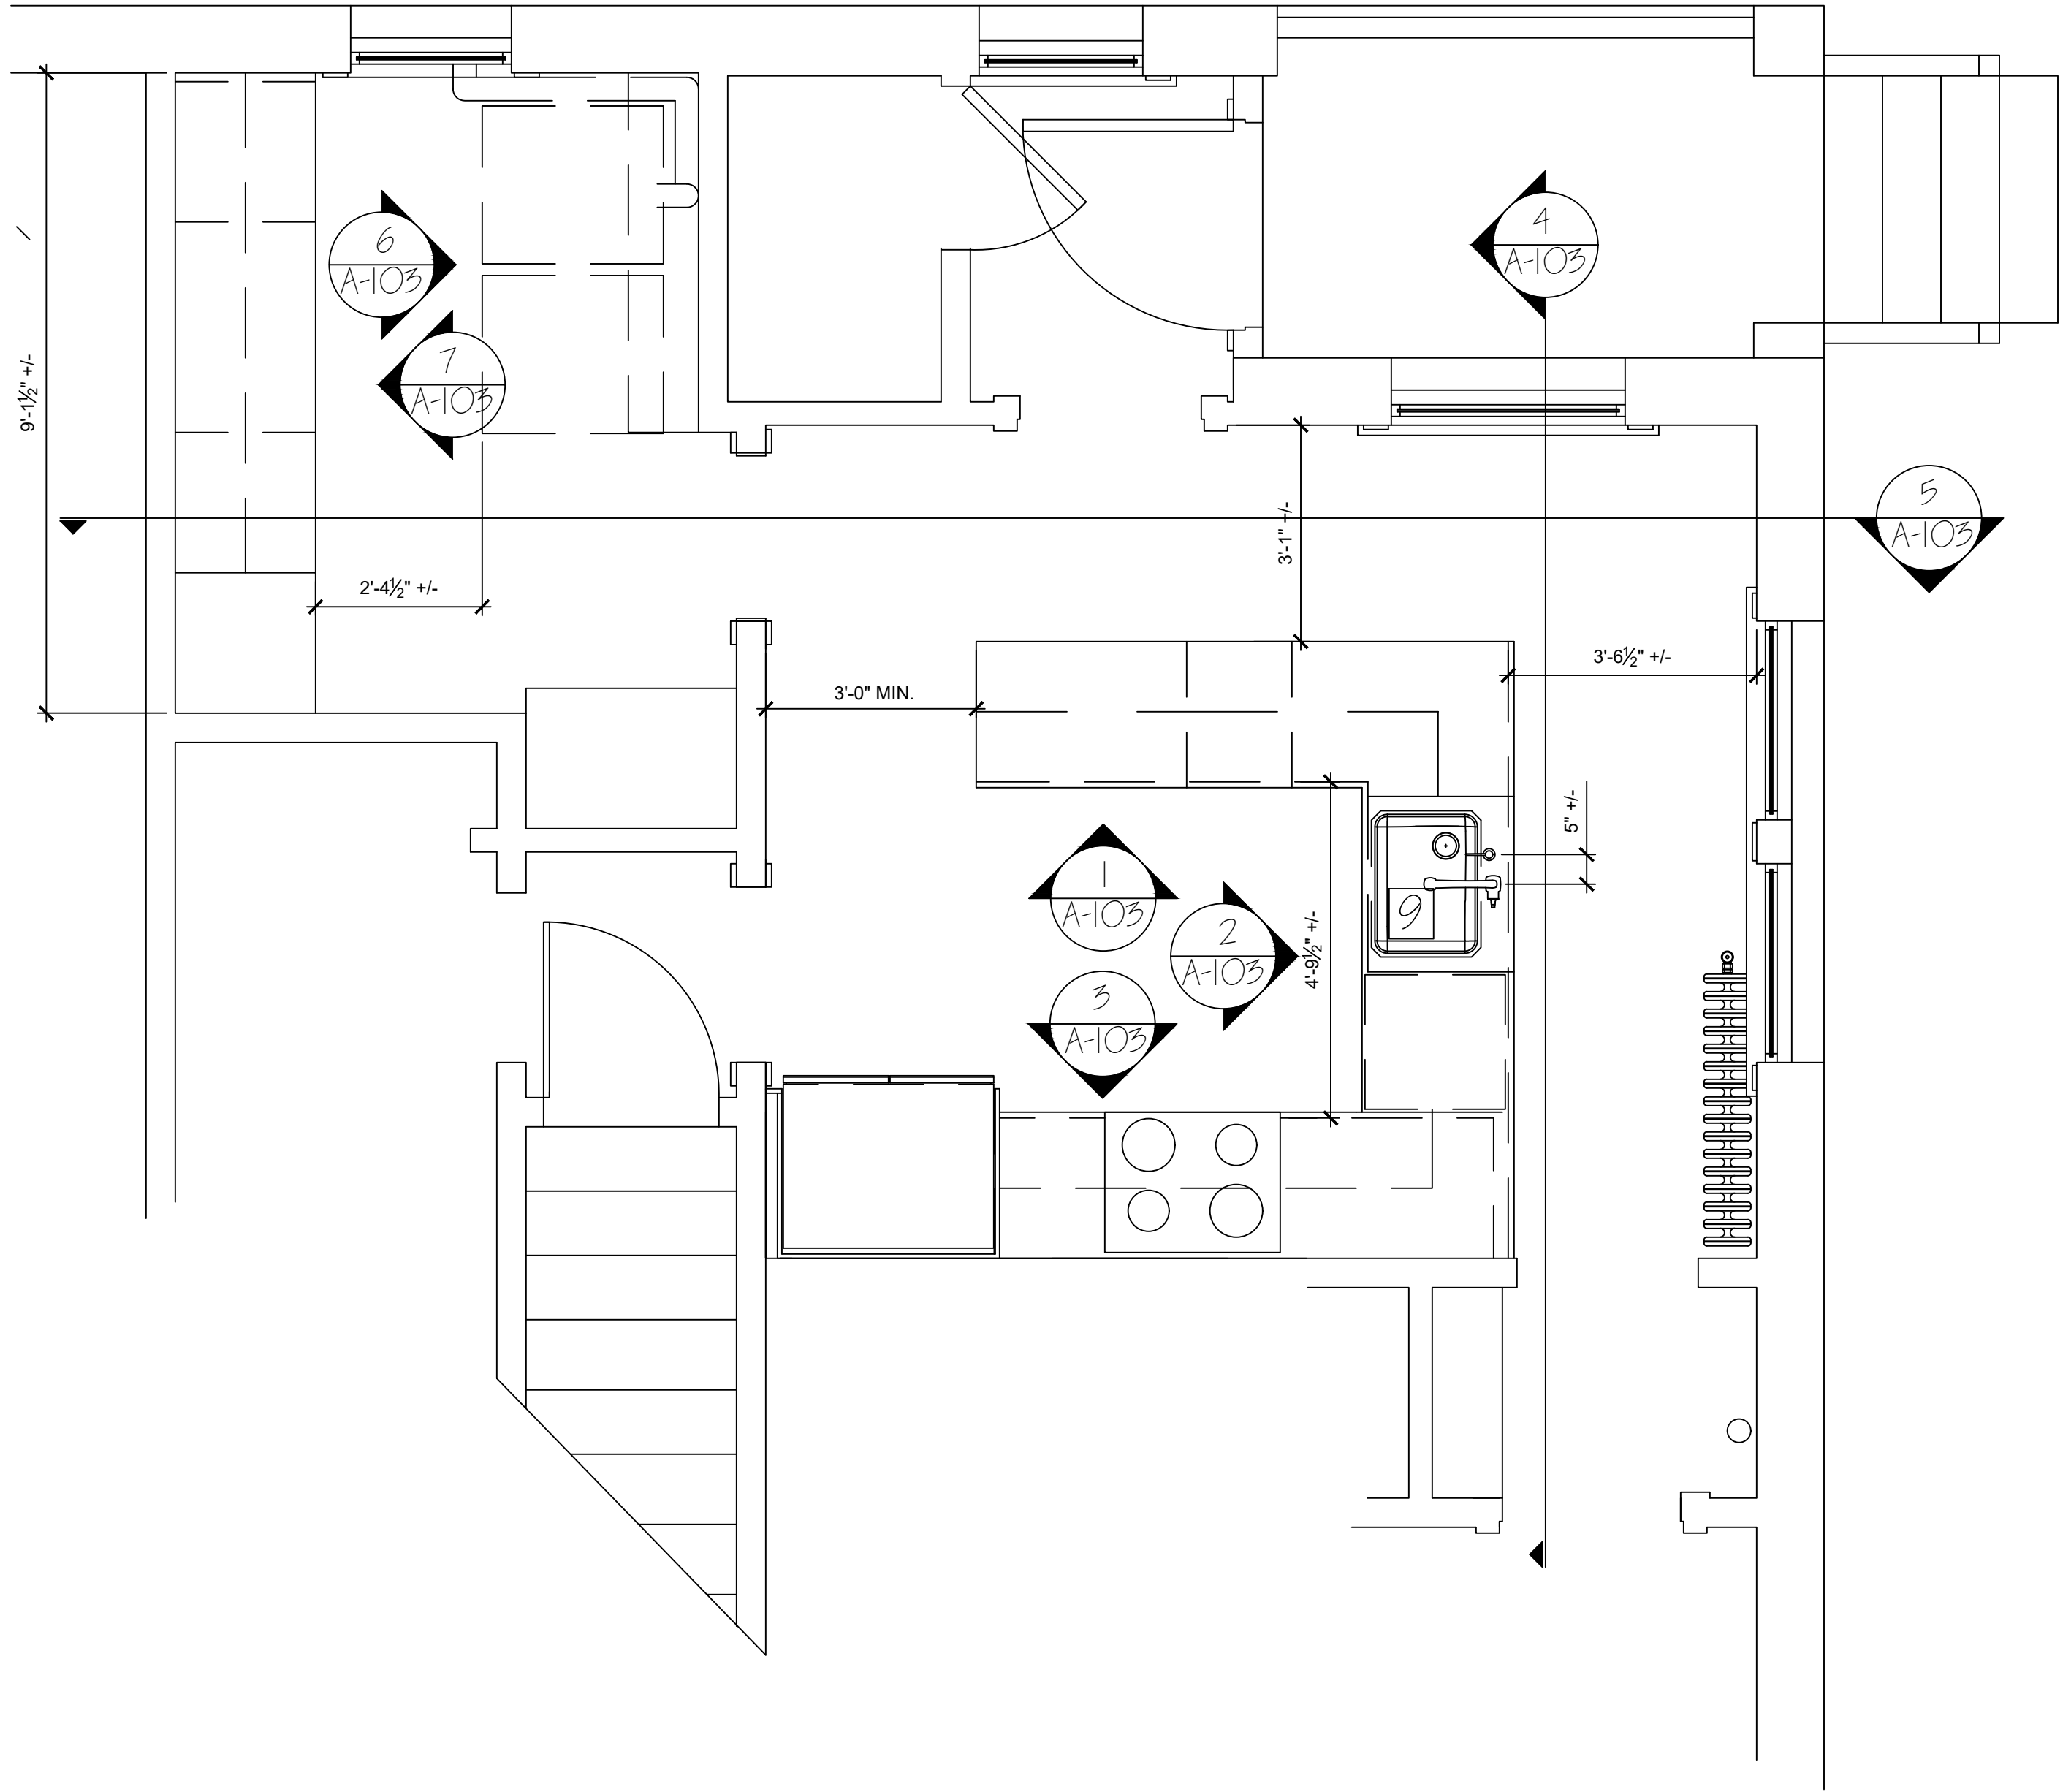 4
A-103
6
A-103
7
A-103
9'-1½" +/-
5
A-103
3'-1" +/-
2'-4½" +/-
3'-6½" +/-
3'-0" MIN.
5" +/-
1
A-103
9
2
A-103
4'-9½" +/-
3
A-103